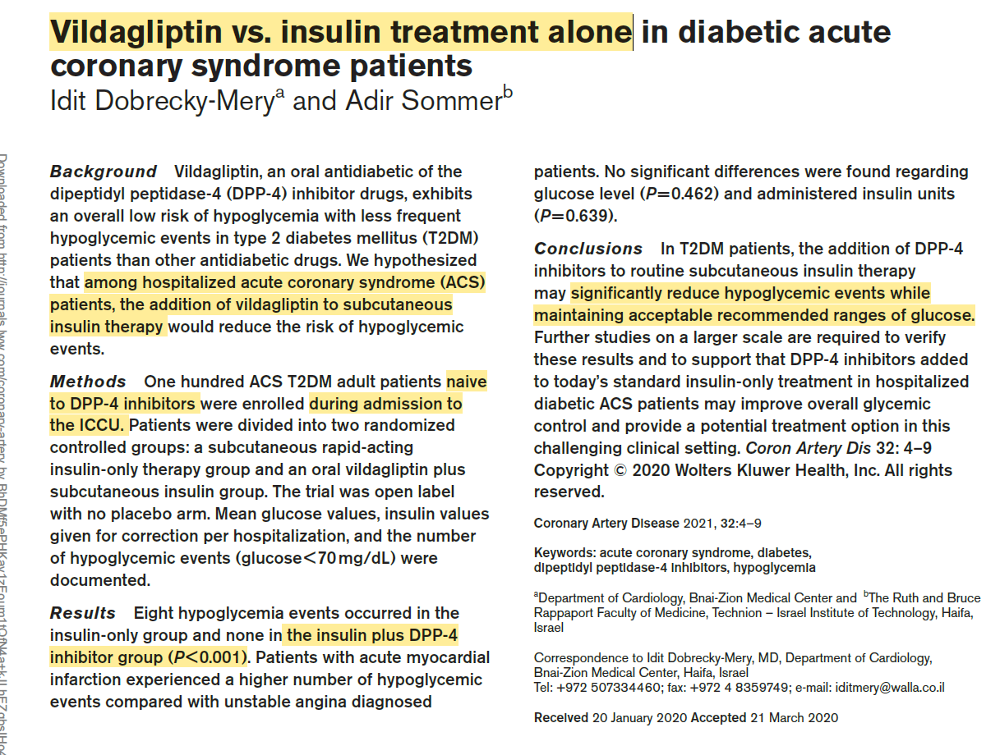 Vildagliptin vs. insulin treatment alone in diabetic acute
coronary syndrome patients
Idit Dobrecky-Meryᵃ and Adir Sommerᵇ
Background Vildagliptin, an oral antidiabetic of the
dipeptidyl peptidase-4 (DPP-4) inhibitor drugs, exhibits
an overall low risk of hypoglycemia with less frequent
hypoglycemic events in type 2 diabetes mellitus (T2DM)
patients than other antidiabetic drugs. We hypothesized
that among hospitalized acute coronary syndrome (ACS)
patients, the addition of vildagliptin to subcutaneous
insulin therapy would reduce the risk of hypoglycemic
events.
Methods One hundred ACS T2DM adult patients naive
to DPP-4 inhibitors were enrolled during admission to
the ICCU. Patients were divided into two randomized
controlled groups: a subcutaneous rapid-acting
insulin-only therapy group and an oral vildagliptin plus
subcutaneous insulin group. The trial was open label
with no placebo arm. Mean glucose values, insulin values
given for correction per hospitalization, and the number
of hypoglycemic events (glucose<70 mg/dL) were
documented.
Results Eight hypoglycemia events occurred in the
insulin-only group and none in the insulin plus DPP-4
inhibitor group (P<0.001). Patients with acute myocardial
infarction experienced a higher number of hypoglycemic
events compared with unstable angina diagnosed
patients. No significant differences were found regarding
glucose level (P=0.462) and administered insulin units
(P=0.639).
Conclusions In T2DM patients, the addition of DPP-4
inhibitors to routine subcutaneous insulin therapy
may significantly reduce hypoglycemic events while
maintaining acceptable recommended ranges of glucose.
Further studies on a larger scale are required to verify
these results and to support that DPP-4 inhibitors added
to today's standard insulin-only treatment in hospitalized
diabetic ACS patients may improve overall glycemic
control and provide a potential treatment option in this
challenging clinical setting. Coron Artery Dis 32: 4–9
Copyright © 2020 Wolters Kluwer Health, Inc. All rights
reserved.
Coronary Artery Disease 2021, 32:4–9
Keywords: acute coronary syndrome, diabetes,
dipeptidyl peptidase-4 inhibitors, hypoglycemia
ᵃDepartment of Cardiology, Bnai-Zion Medical Center and ᵇThe Ruth and Bruce
Rappaport Faculty of Medicine, Technion – Israel Institute of Technology, Haifa,
Israel
Correspondence to Idit Dobrecky-Mery, MD, Department of Cardiology,
Bnai-Zion Medical Center, Haifa, Israel
Tel: +972 507334460; fax: +972 4 8359749; e-mail: iditmery@walla.co.il
Received 20 January 2020 Accepted 21 March 2020
Downloaded from